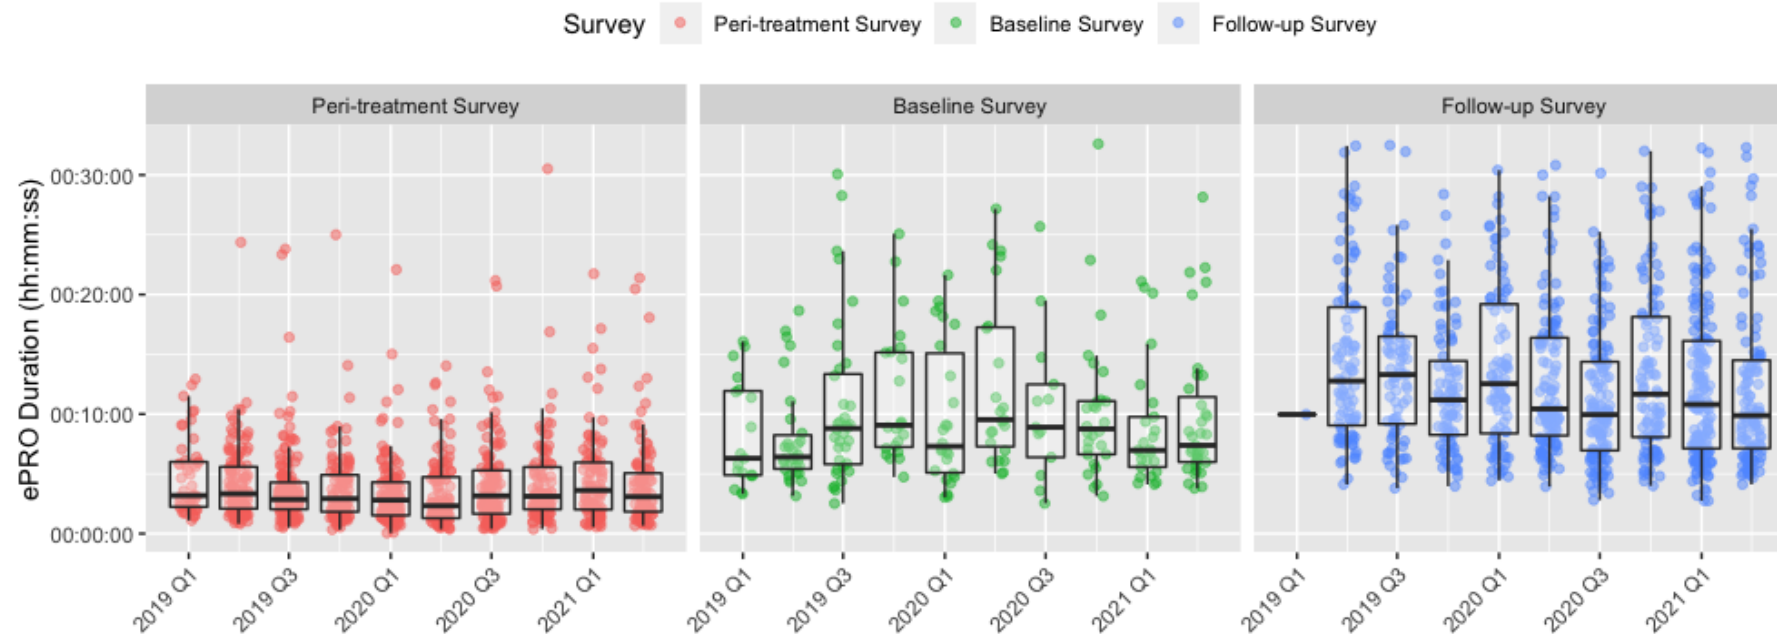 Survey Peri-treatment Survey Baseline Survey Follow-up Survey
Peri-treatment Survey Baseline Survey Follow-up Survey
ePRO Duration (hh:mm:ss)
00:30:00
00:20:00
00:10:00
00:00:00
2019 Q1 2019 Q3 2020 Q1 2020 Q3 2021 Q1 2019 Q1 2019 Q3 2020 Q1 2020 Q3 2021 Q1 2019 Q1 2019 Q3 2020 Q1 2020 Q3 2021 Q1